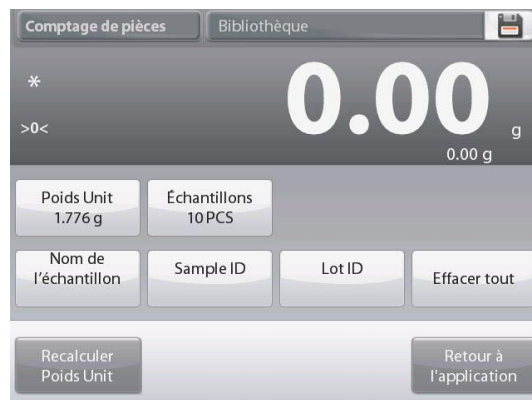 Comptage de pièces
Bibliothèque
*
0.00 g
>0<
0.00 g
Poids Unit
1.776 g
Échantillons
10 PCS
Nom de
l'échantillon
Sample ID
Lot ID
Effacer tout
Recalculer
Poids Unit
Retour à
l'application